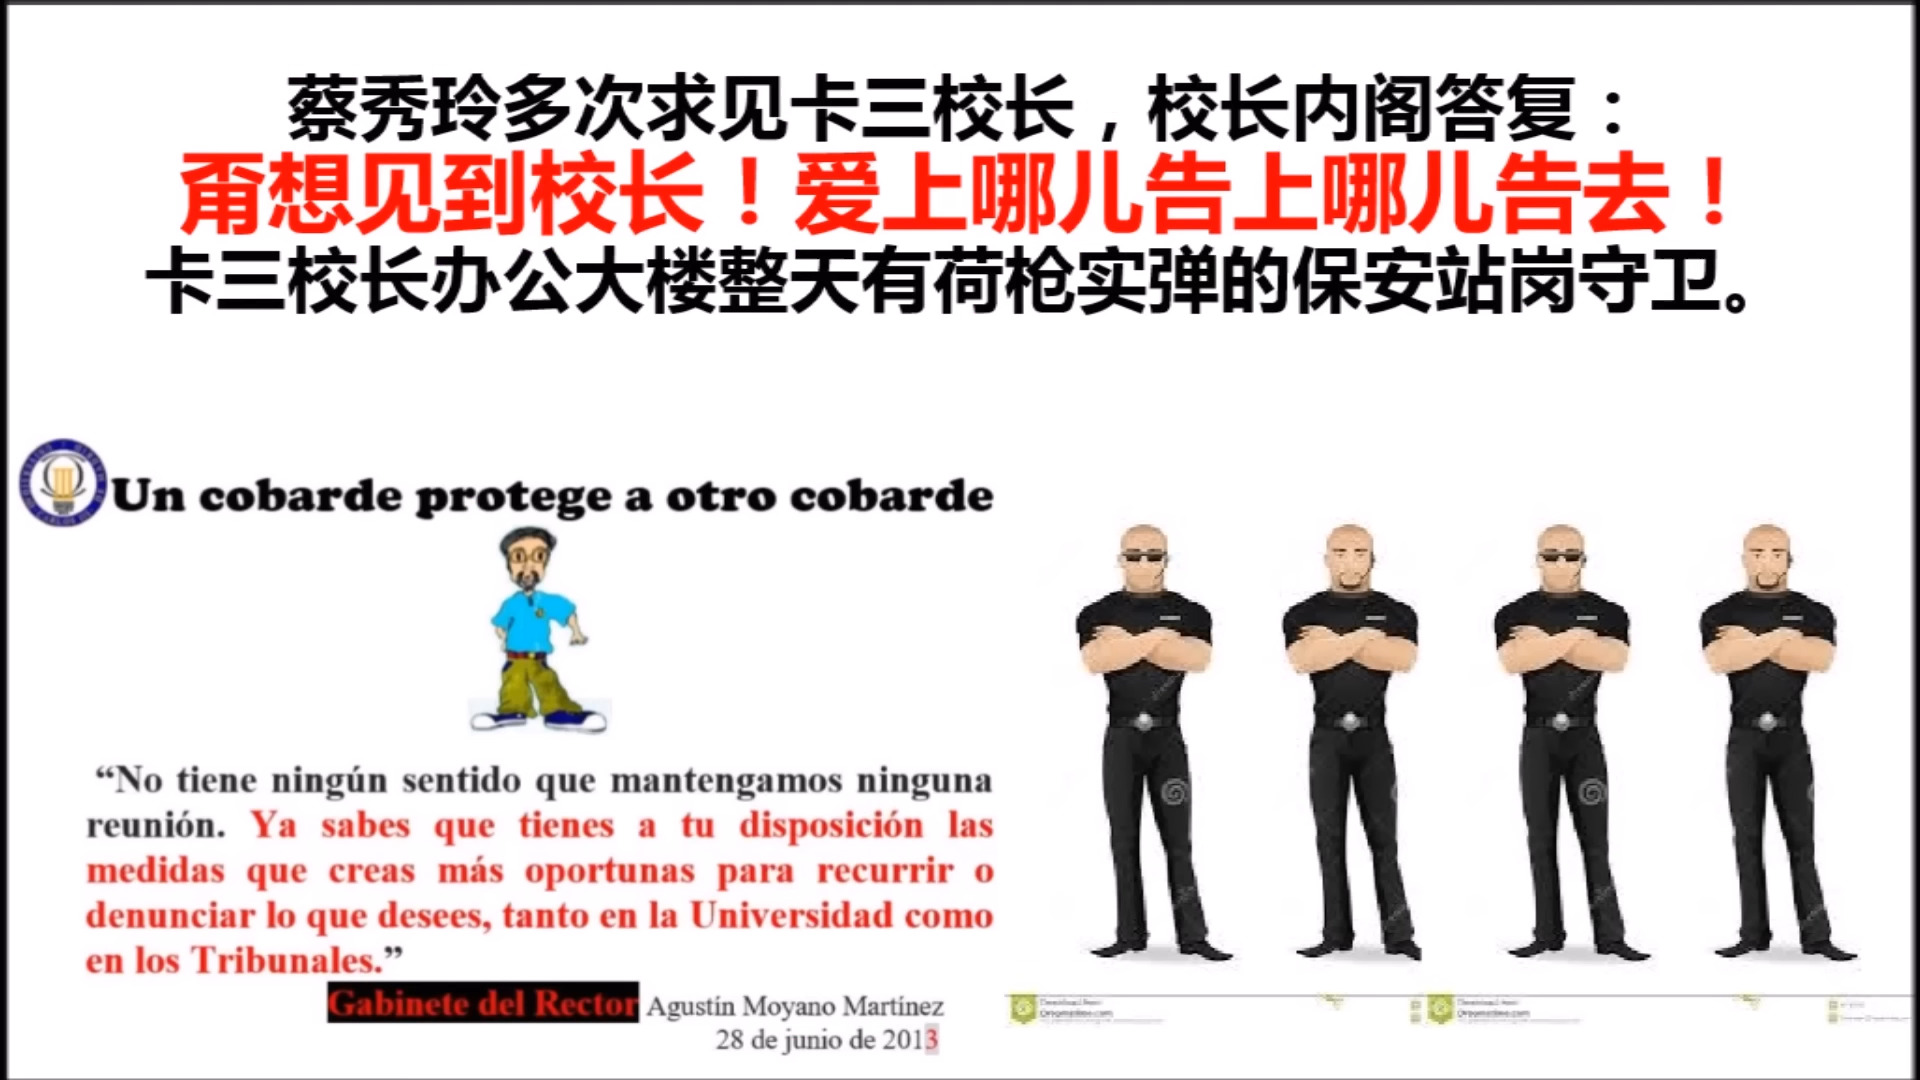 蔡秀玲多次求见卡三校长，校长内阁答复：
甭想见到校长！爱上哪儿告上哪儿告去！
卡三校长办公大楼整天有荷枪实弹的保安站岗守卫。
Un cobarde protege a otro cobarde
“No tiene ningún sentido que mantengamos ninguna
reunión. Ya sabes que tienes a tu disposición las
medidas que creas más oportunas para recurrir o
denunciar lo que desees, tanto en la Universidad como
en los Tribunales.”
Gabinete del Rector Agustín Moyano Martínez
28 de junio de 2013